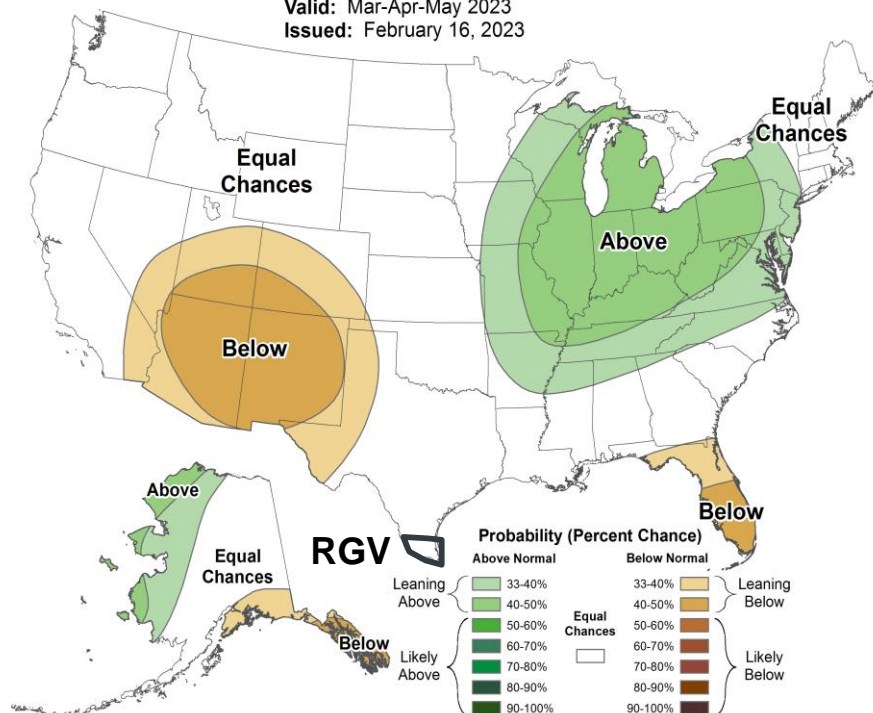 Valid: Mar-Apr-May 2023
Issued: February 16, 2023
Equal
Chances
Equal
Chances
Above
Below
Above
Equal
Chances
Below
Below
RGV
Probability (Percent Chance)
Above Normal
Below Normal
Leaning
Above
33-40%
40-50%
Likely
Above
50-60%
60-70%
70-80%
80-90%
90-100%
Equal
Chances
33-40%
40-50%
Leaning
Below
50-60%
60-70%
70-80%
80-90%
90-100%
Likely
Below